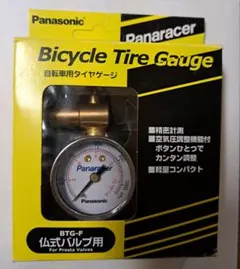 Panasonic
Panaracer
Bicycle Tire Gauge
自転車用タイヤゲージ
■精密計測
■空気圧調整機能付
ボタンひとつで
カンタン調整
■軽量コンパクト
Panaracer
Panasonic
BTG-F
仏式バルブ用
For Presta Valves